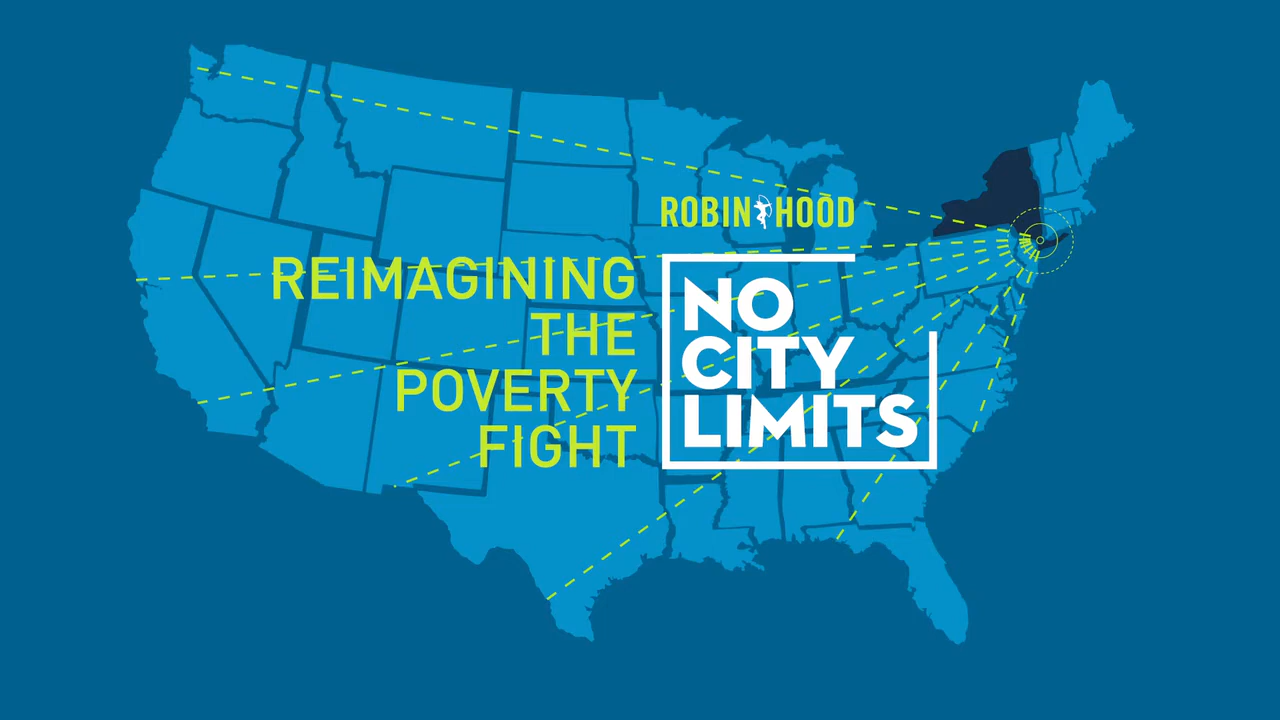 REIMAGINING
THE
POVERTY
FIGHT
ROBIN HOOD
NO
CITY
LIMITS